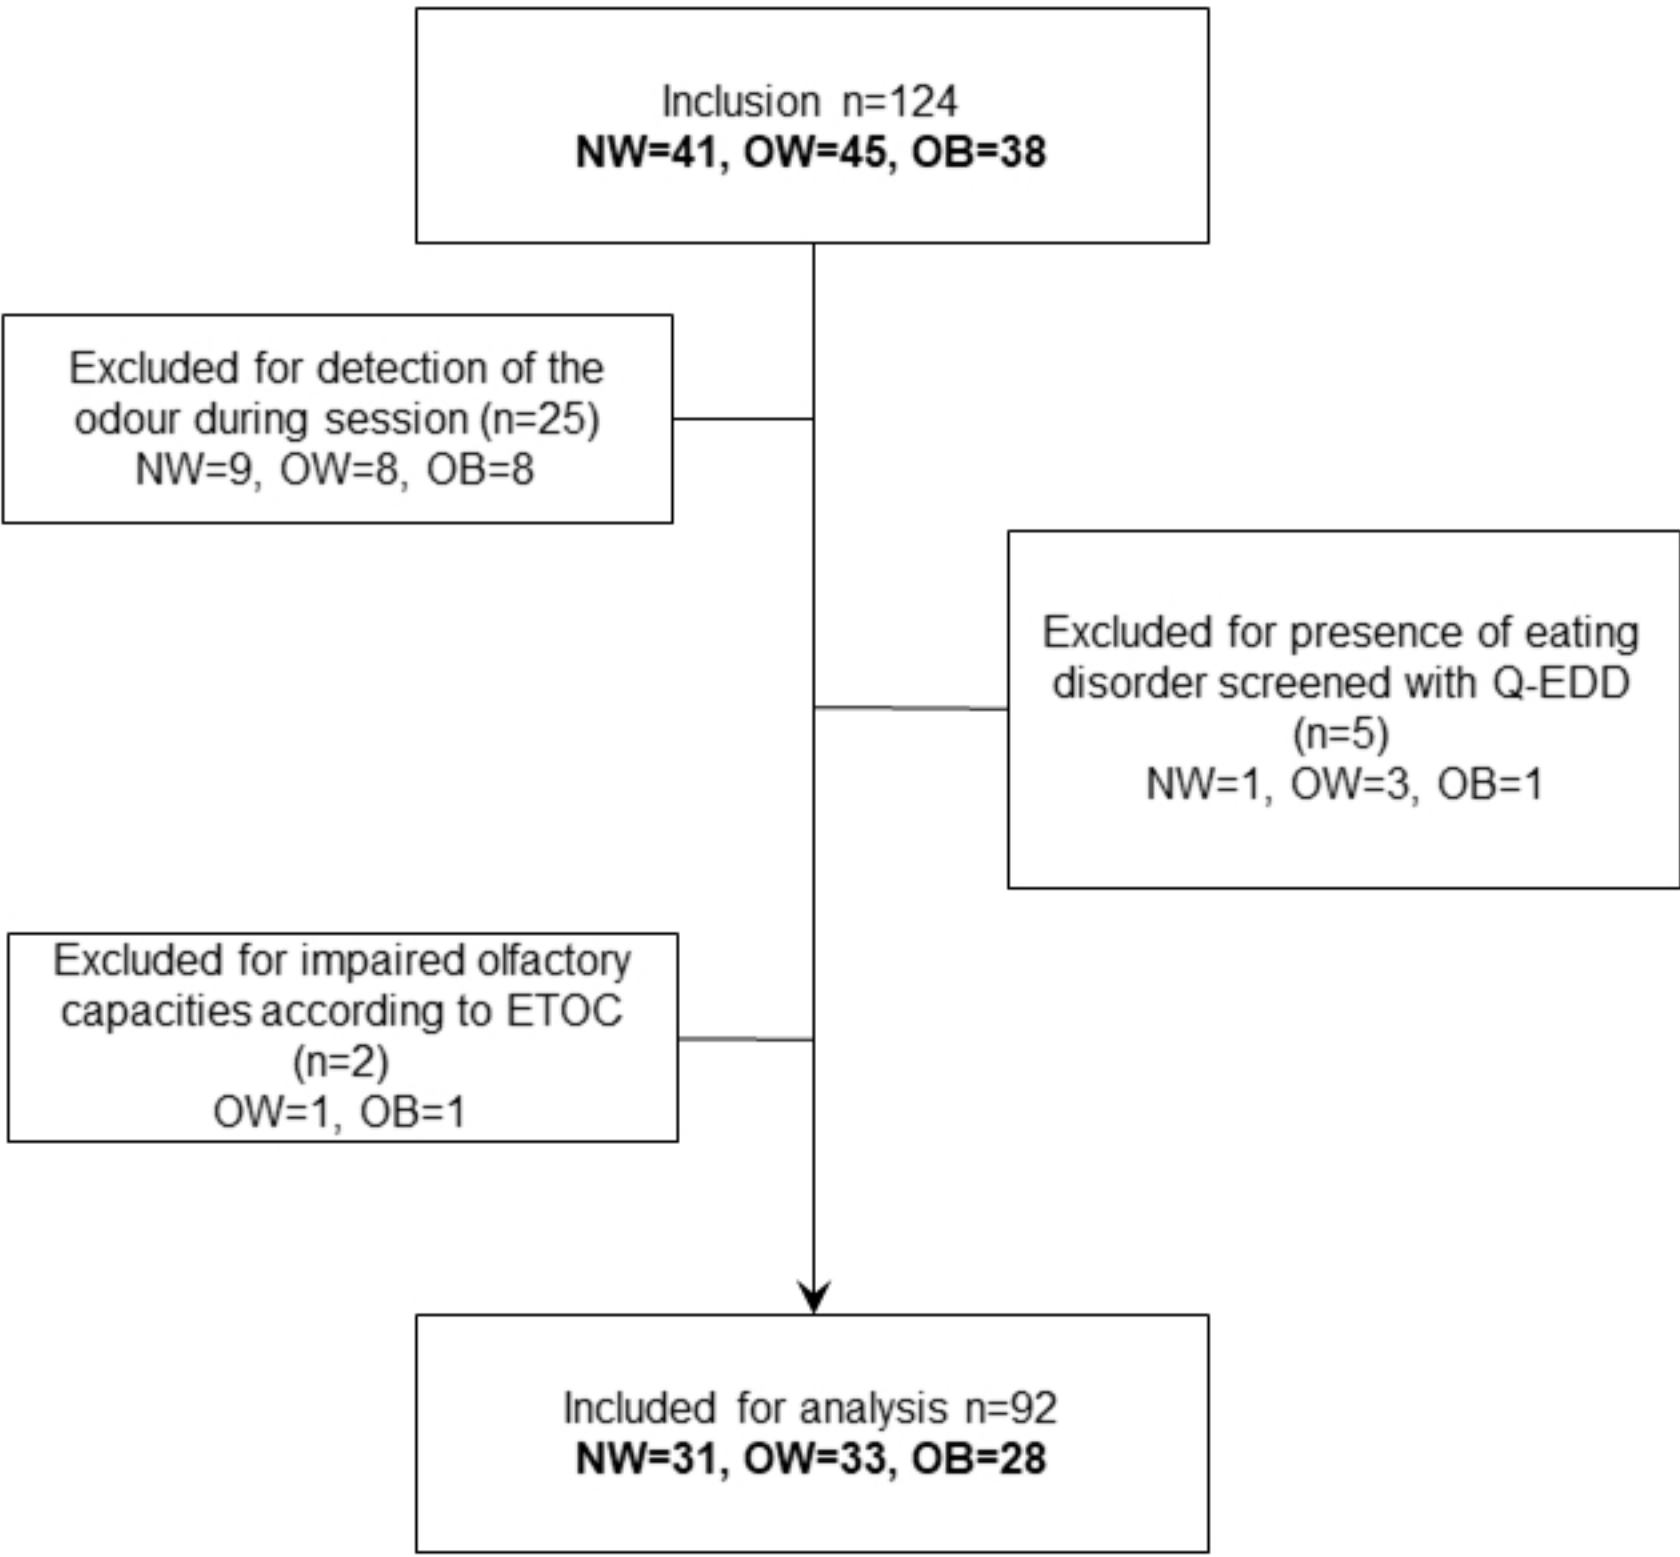 Inclusion n=124
NW=41, OW=45, OB=38
Excluded for detection of the
odour during session (n=25)
NW=9, OW=8, OB=8
Excluded for presence of eating
disorder screened with Q-EDD
(n=5)
NW=1, OW=3, OB=1
Excluded for impaired olfactory
capacities according to ETOC
(n=2)
OW=1, OB=1
Included for analysis n=92
NW=31, OW=33, OB=28